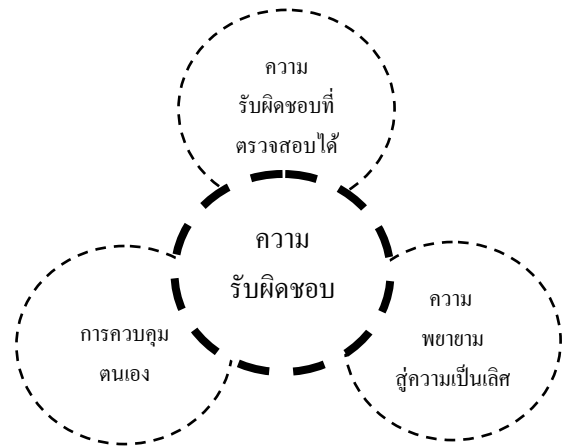 ความ
รับผิดชอบที่
ตรวจสอบได้
ความ
รับผิดชอบ
การควบคุม
ตนเอง
ความ
พยายาม
สู่ความเป็นเลิศ